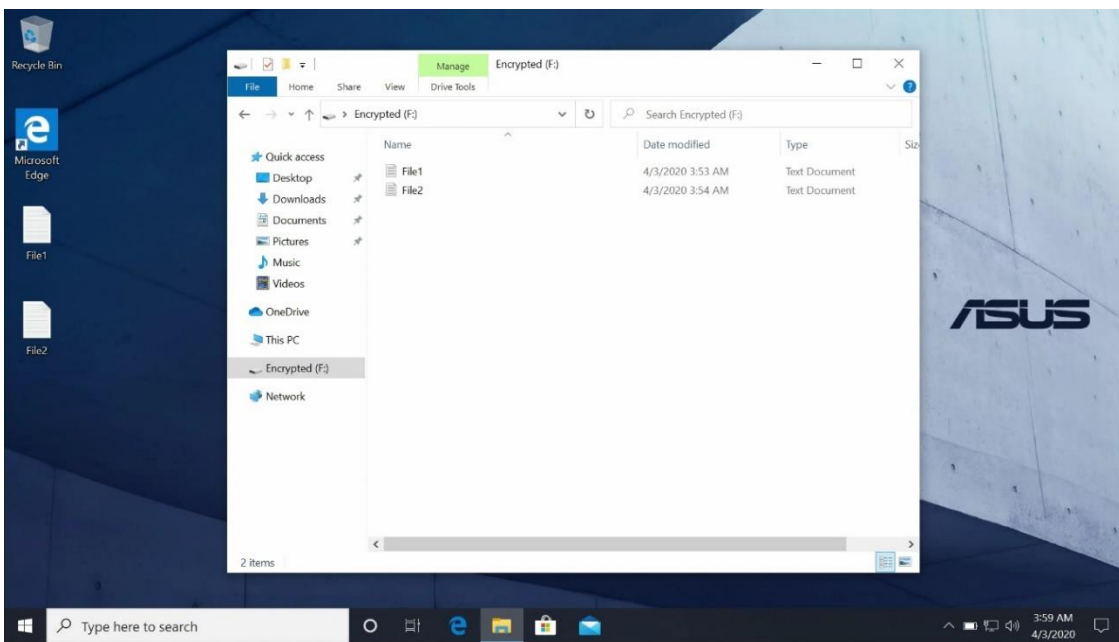 Recycle Bin
Microsoft
Edge
File1
File2
Manage
Encrypted (F:)
File
Home
Share
View
Drive Tools
Encrypted (F:)
Search Encrypted (F:)
Quick access
Desktop
Downloads
Documents
Pictures
Music
Videos
OneDrive
This PC
Encrypted (F:)
Network
Name
Date modified
Type
Siz
File1
4/3/2020 3:53 AM
Text Document
File2
4/3/2020 3:54 AM
Text Document
2 items
ASUS
Type here to search
3:59 AM
4/3/2020